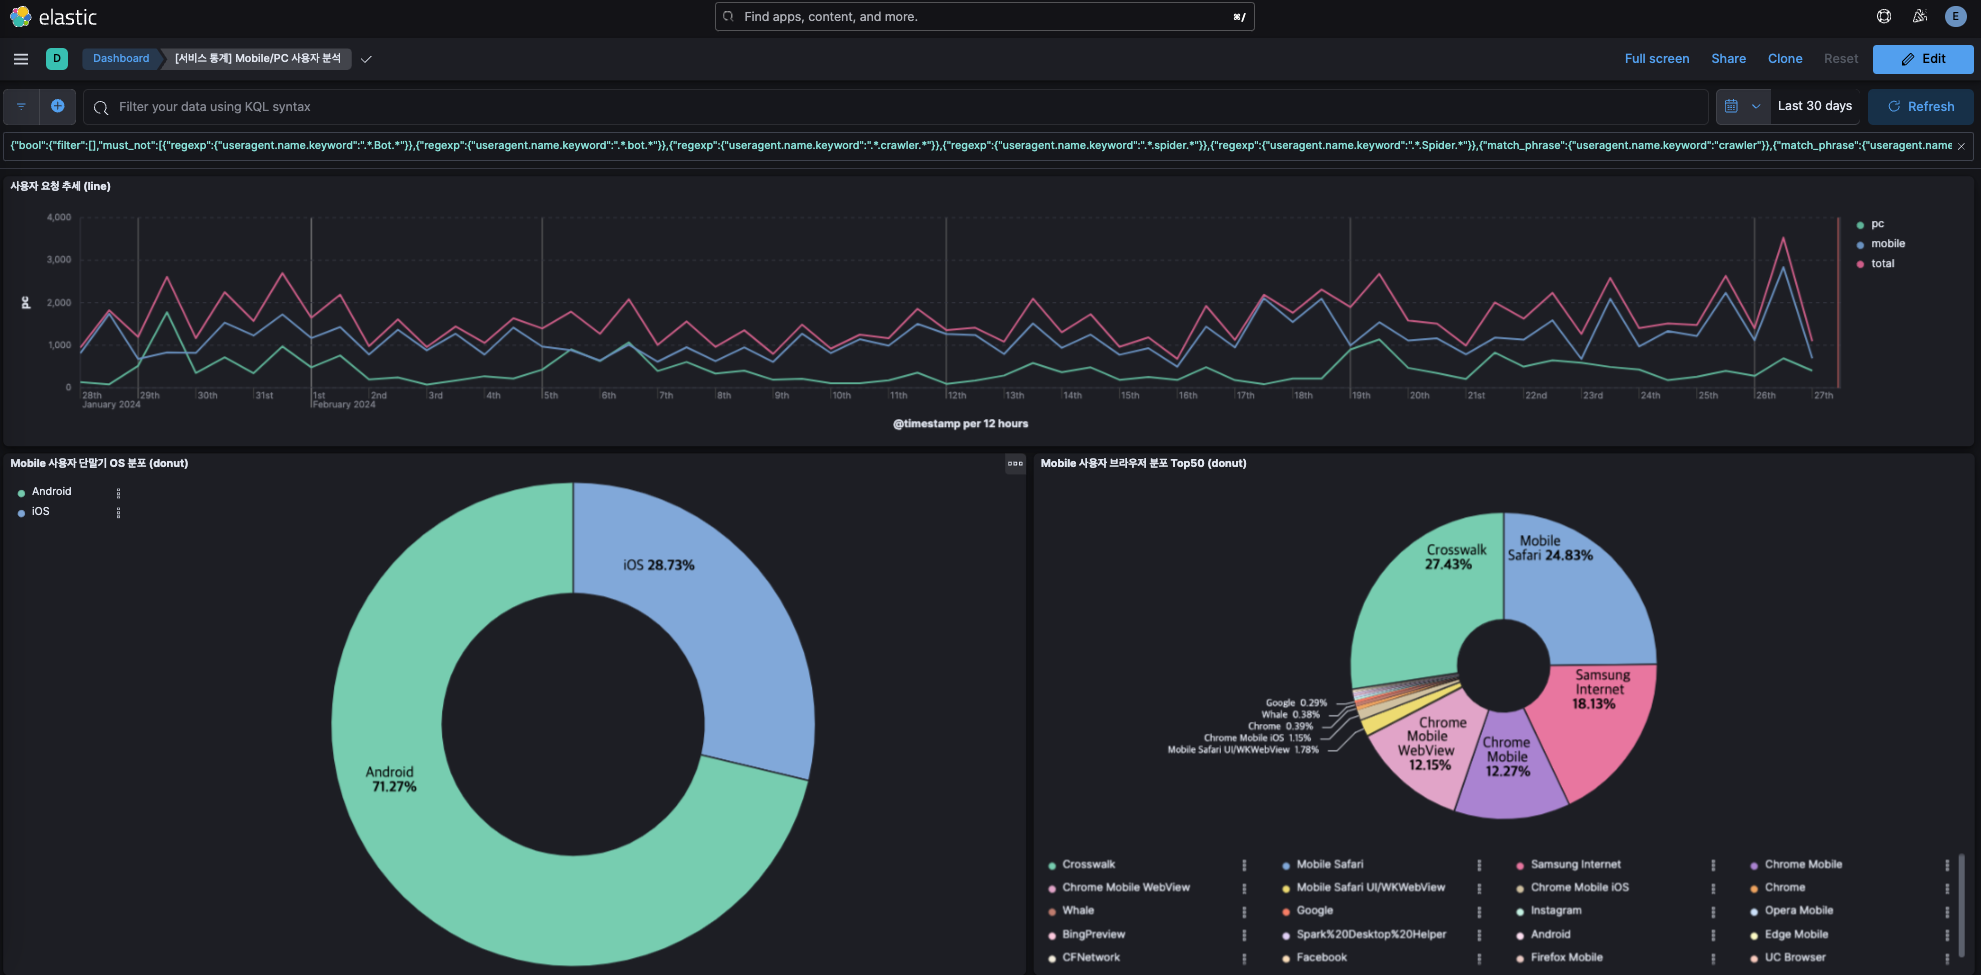 elastic
Find apps, content, and more.
⌘/
E
D
Dashboard
[서비스 통계] Mobile/PC 사용자 분석
Full screen
Share
Clone
Reset
Edit
Filter your data using KQL syntax
Last 30 days
Refresh
{"bool":{"filter":[],"must_not":[{"regexp":{"useragent.name.keyword":".*.Bot.*"}},{"regexp":{"useragent.name.keyword":".*.bot.*"}},{"regexp":{"useragent.name.keyword":".*.crawler.*"}},{"regexp":{"useragent.name.keyword":".*.spider.*"}},{"regexp":{"useragent.name.keyword":".*.Spider.*"}},{"match_phrase":{"useragent.name.keyword":"crawler"}},{"match_phrase":{"useragent.name
사용자 요청 추세 (line)
4,000
3,000
2,000
1,000
0
pc
28th
January 2024
29th
30th
31st
1st
February 2024
2nd
3rd
4th
5th
6th
7th
8th
9th
10th
11th
12th
13th
14th
15th
16th
17th
18th
19th
20th
21st
22nd
23rd
24th
25th
26th
27th
@timestamp per 12 hours
pc
mobile
total
Mobile 사용자 단말기 OS 분포 (donut)
Android
iOS
iOS 28.73%
Android
71.27%
Mobile 사용자 브라우저 분포 Top50 (donut)
Crosswalk
27.43%
Mobile
Safari 24.83%
Samsung
Internet
18.13%
Chrome
Mobile
12.27%
Chrome
Mobile
WebView
12.15%
Google 0.29%
Whale 0.38%
Chrome 0.39%
Chrome Mobile iOS 1.15%
Mobile Safari UI/WKWebView 1.78%
Crosswalk
Mobile Safari
Samsung Internet
Chrome Mobile
Chrome Mobile WebView
Mobile Safari UI/WKWebView
Chrome Mobile iOS
Chrome
Whale
Google
Instagram
Opera Mobile
BingPreview
Spark%20Desktop%20Helper
Android
Edge Mobile
CFNetwork
Facebook
Firefox Mobile
UC Browser